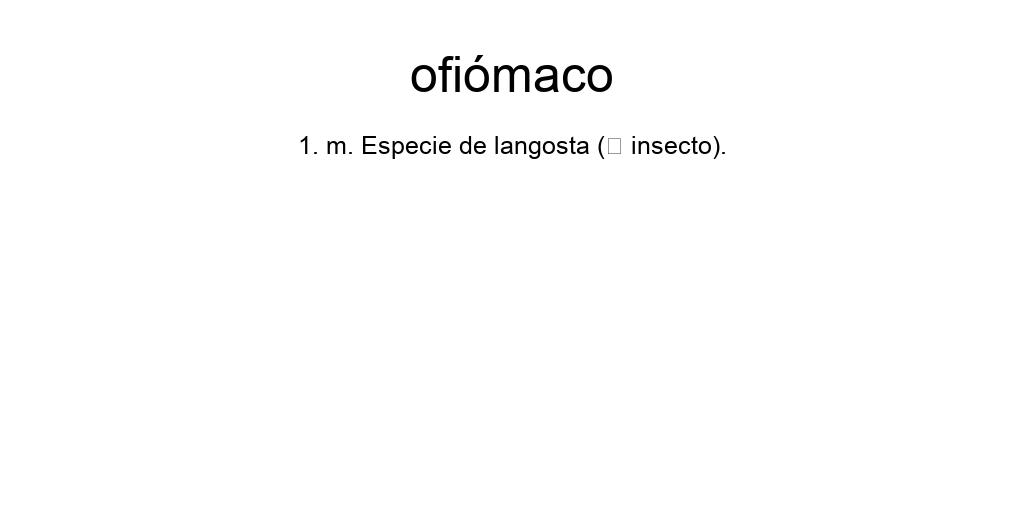 ofiómaco
1. m. Especie de langosta (□ insecto).